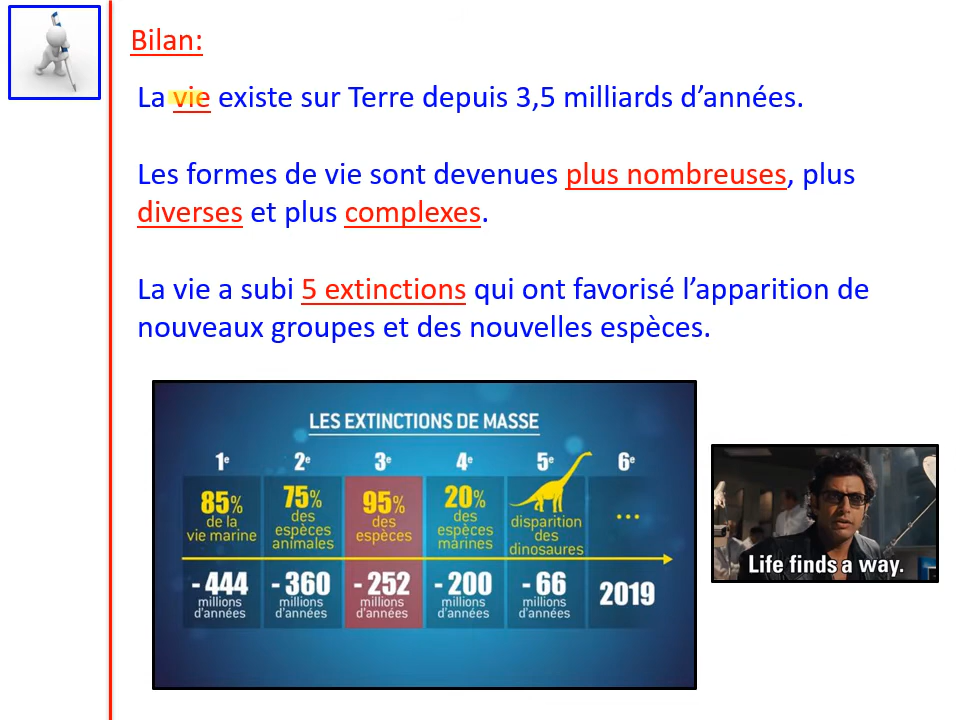 Bilan:
La vie existe sur Terre depuis 3,5 milliards d’années.
Les formes de vie sont devenues plus nombreuses, plus
diverses et plus complexes.
La vie a subi 5 extinctions qui ont favorisé l’apparition de
nouveaux groupes et des nouvelles espèces.
LES EXTINCTIONS DE MASSE
1e 2e 3e 4e 5e 6e
85%
de la
vie marine
75%
des
espèces
animales
95%
des
espèces
20%
des
espèces
marines
disparition
des
dinosaures
...
- 444
millions
d’années
- 360
millions
d’années
- 252
millions
d’années
- 200
millions
d’années
- 66
millions
d’années
2019
Life finds a way.